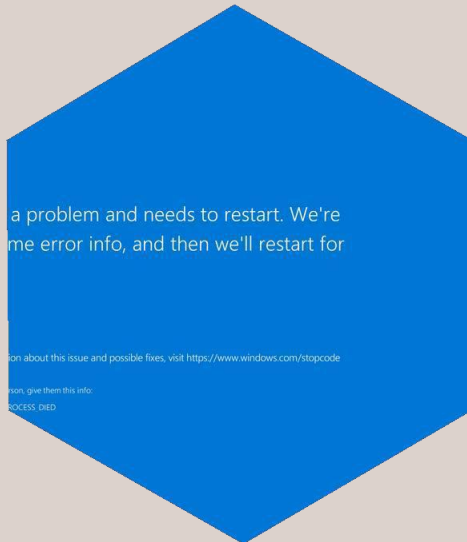 a problem and needs to restart. We're
me error info, and then we'll restart for
ion about this issue and possible fixes, visit https://www.windows.com/stopcode
rson, give them this info:
ROCESS_DIED